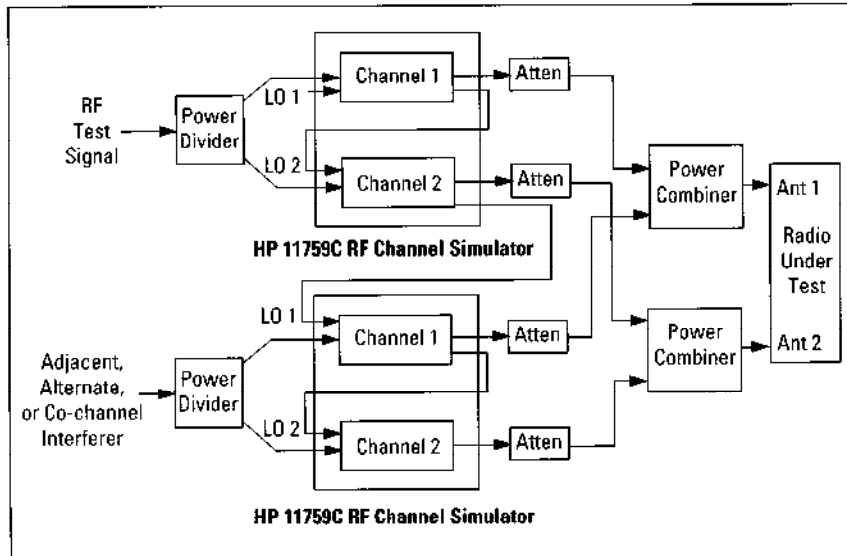 RF
Test
Signal
Power
Divider
LO 1
LO 2
Channel 1
Channel 2
Atten
Atten
HP 11759C RF Channel Simulator
Power
Combiner
Ant 1
Radio
Under
Test
Ant 2
Adjacent,
Alternate,
or Co-channel
Interferer
Power
Divider
LO 1
LO 2
Channel 1
Channel 2
Atten
Atten
HP 11759C RF Channel Simulator
Power
Combiner